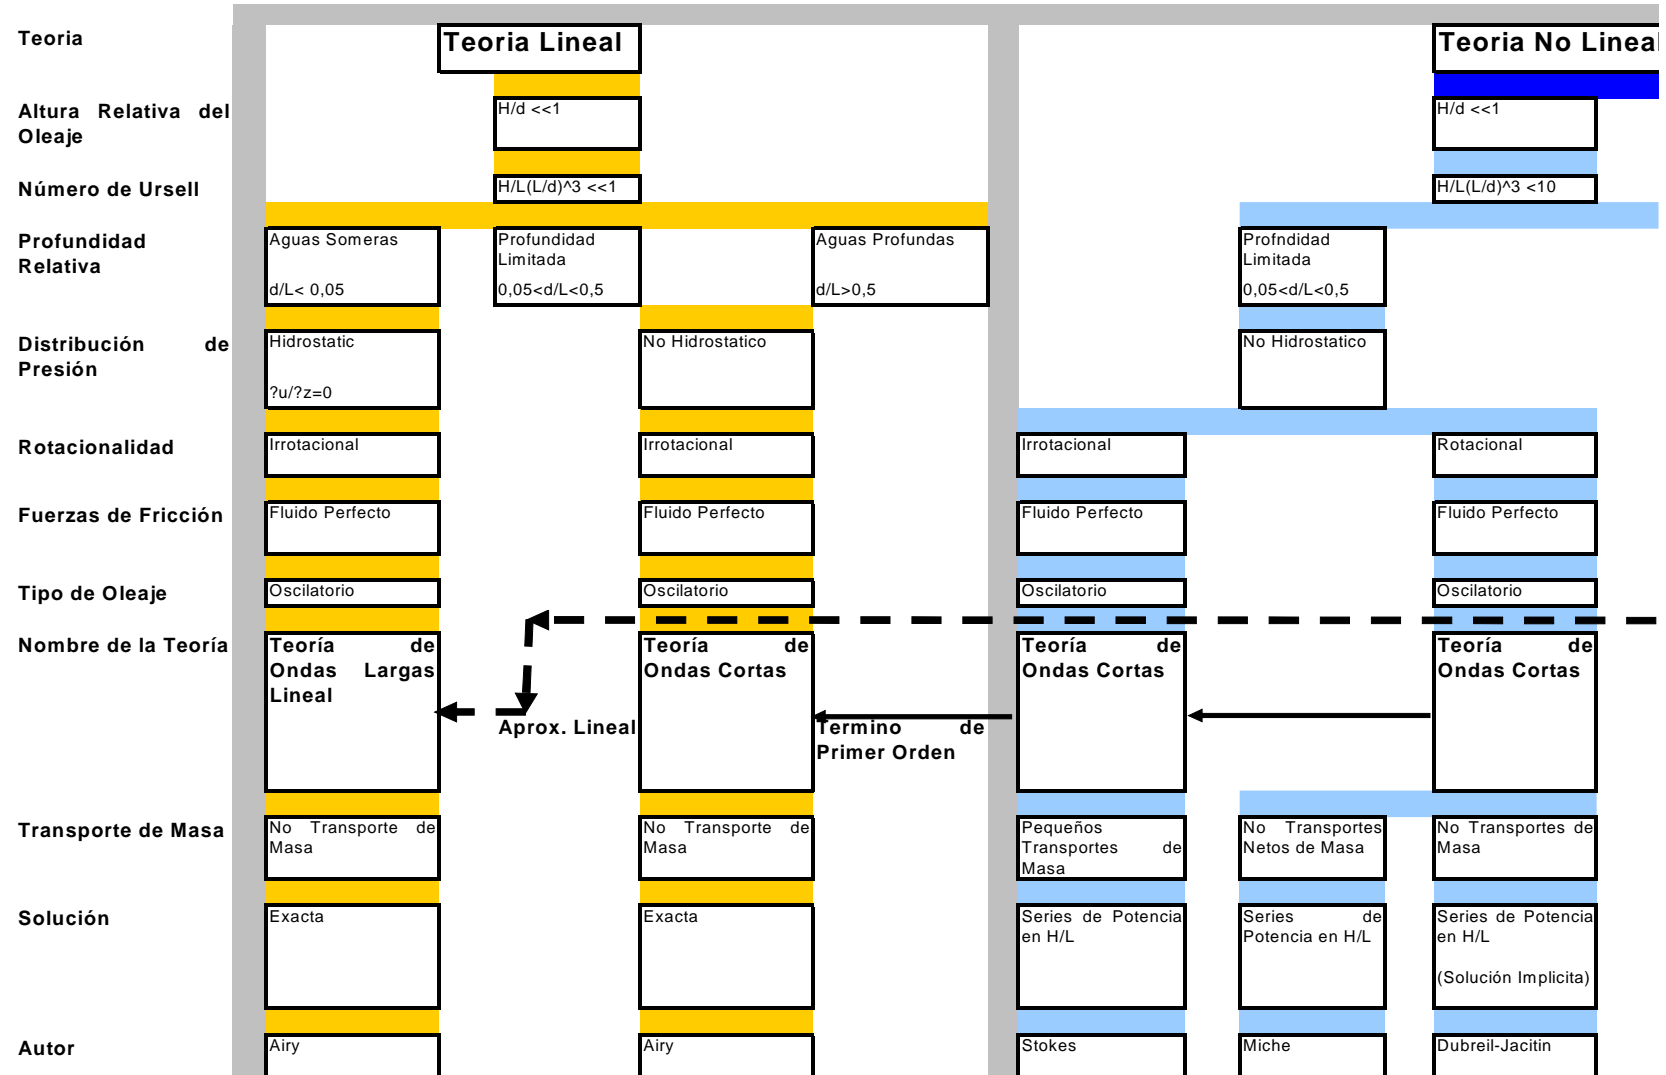 Teoria
Teoria Lineal
Teoria No Lineal
Altura Relativa del
Oleaje
H/d <<1
H/d <<1
Número de Ursell
H/L(L/d)^3 <<1
H/L(L/d)^3 <10
Profundidad
Relativa
Aguas Someras
d/L< 0,05
Profundidad
Limitada
0,05<d/L<0,5
Aguas Profundas
d/L>0,5
Profndidad
Limitada
0,05<d/L<0,5
Distribución de
Presión
Hidrostatic
?u/?z=0
No Hidrostatico
No Hidrostatico
Rotacionalidad
Irrotacional
Irrotacional
Irrotacional
Rotacional
Fuerzas de Fricción
Fluido Perfecto
Fluido Perfecto
Fluido Perfecto
Fluido Perfecto
Tipo de Oleaje
Oscilatorio
Oscilatorio
Oscilatorio
Oscilatorio
Nombre de la Teoría
Teoría de
Ondas Largas
Lineal
Aprox. Lineal
Teoría de
Ondas Cortas
Termino de
Primer Orden
Teoría de
Ondas Cortas
Teoría de
Ondas Cortas
Transporte de Masa
No Transporte de
Masa
No Transporte de
Masa
Pequeños
Transportes de
Masa
No Transportes
Netos de Masa
No Transportes de
Masa
Solución
Exacta
Exacta
Series de Potencia
en H/L
Series de
Potencia en H/L
Series de Potencia
en H/L
(Solución Implicita)
Autor
Airy
Airy
Stokes
Miche
Dubreil-Jacitin